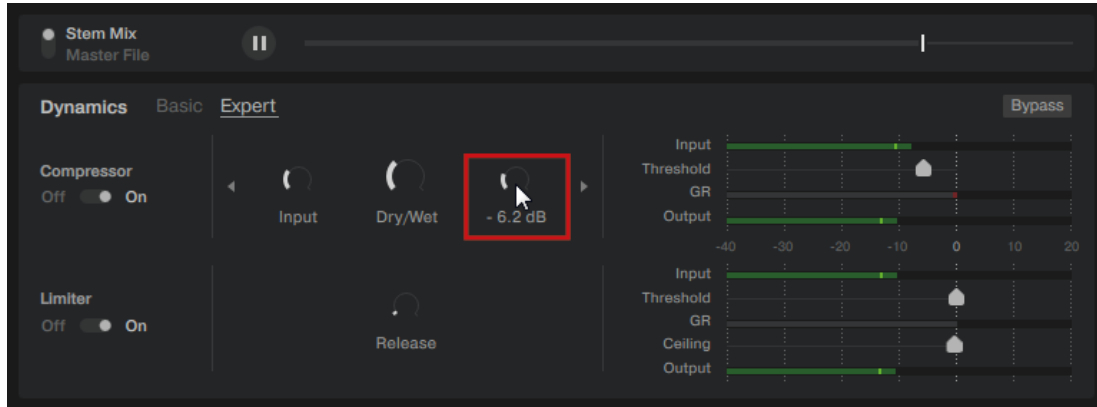 Stem Mix
Master File
Dynamics Basic Expert Bypass
Compressor
Off On
Input Dry/Wet - 6.2 dB
Input
Threshold
GR
Output
-40 -30 -20 -10 0 10 20
Limiter
Off On
Release
Input
Threshold
GR
Ceiling
Output